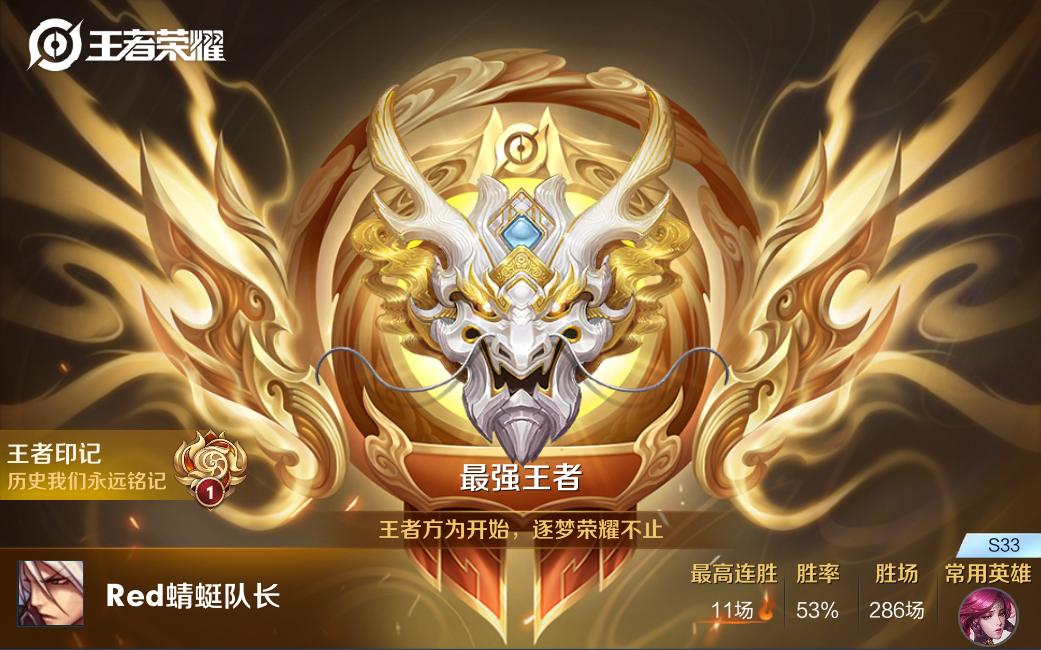 王者荣耀
王者印记
历史我们永远铭记
1
最强王者
王者方为开始，逐梦荣耀不止
S33
Red蜻蜓队长
最高连胜 胜率 胜场 常用英雄
11场 53% 286场